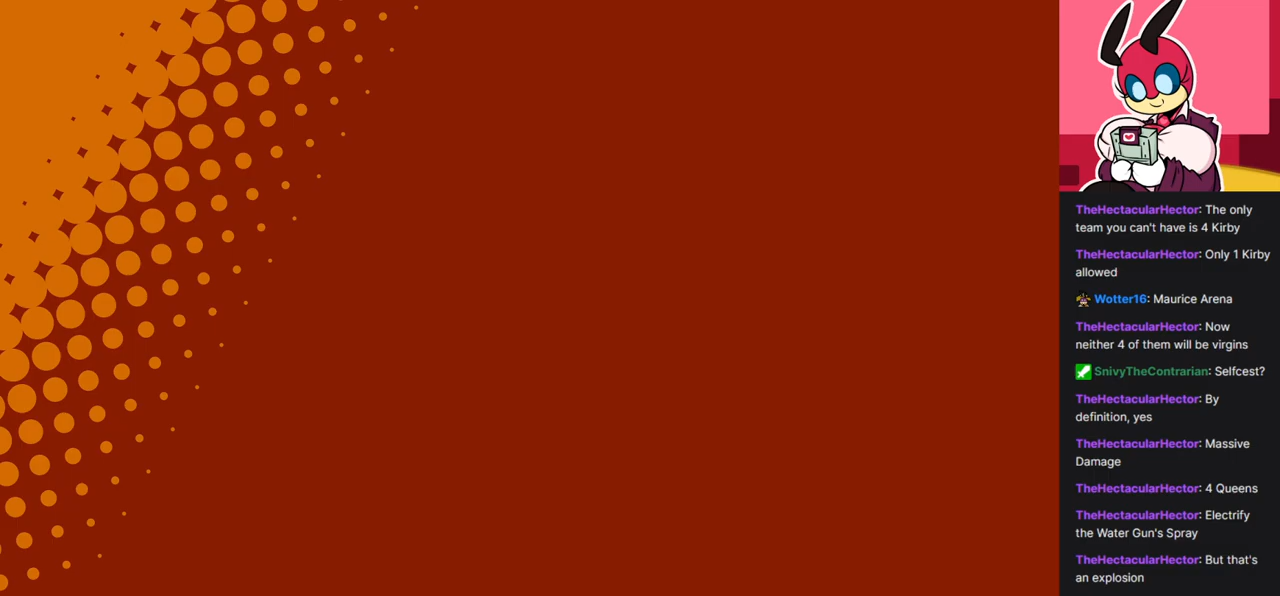 TheHectacularHector: The only
team you can't have is 4 Kirby
TheHectacularHector: Only 1 Kirby
allowed
Wotter16: Maurice Arena
TheHectacularHector: Now
neither 4 of them will be virgins
SnivyTheContrarian: Selfcest?
TheHectacularHector: By
definition, yes
TheHectacularHector: Massive
Damage
TheHectacularHector: 4 Queens
TheHectacularHector: Electrify
the Water Gun's Spray
TheHectacularHector: But that's
an explosion